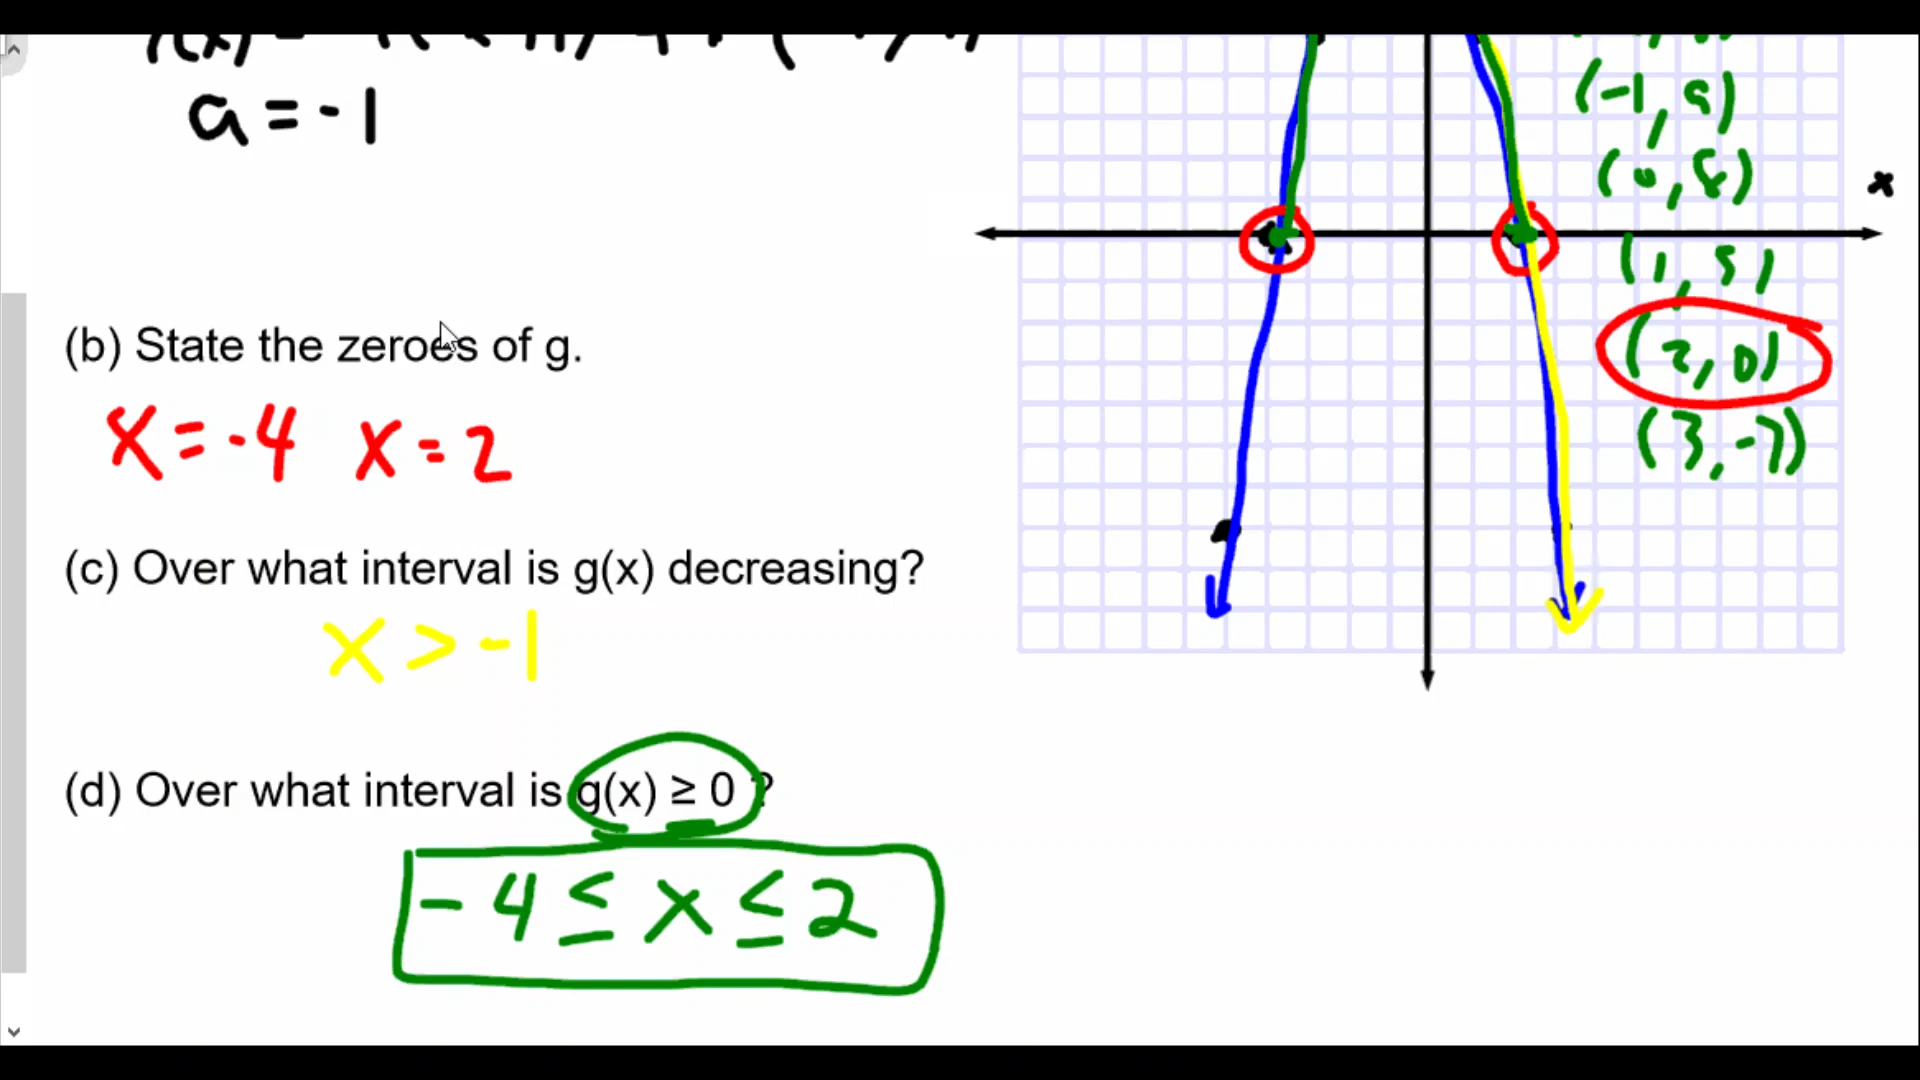 a = -1
(-1, 9)
(0, 8)
x
(1, 5)
(2, 0)
(3, -7)
(b) State the zeroes of g.
x = -4 x = 2
(c) Over what interval is g(x) decreasing?
x > -1
(d) Over what interval is g(x) ≥ 0 ?
-4 ≤ x ≤ 2